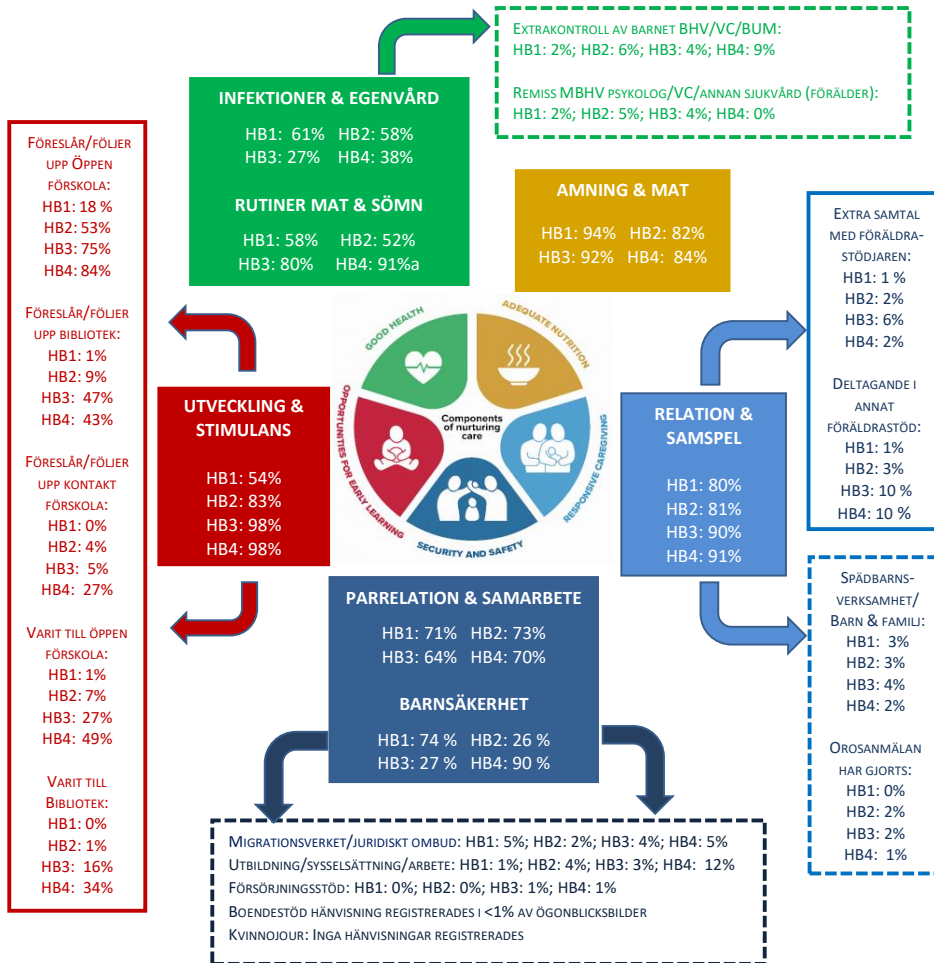 EXTRAKONTROLL AV BARNET BHV/VC/BUM:
HB1: 2%; HB2: 6%; HB3: 4%; HB4: 9%
REMISS MBHV PSYKOLOG/VC/ANNAN SJUKVÅRD (FÖRÄLDER):
HB1: 2%; HB2: 5%; HB3: 4%; HB4: 0%
INFEKTIONER & EGENVÅRD
HB1: 61% HB2: 58%
HB3: 27% HB4: 38%
RUTINER MAT & SÖMN
HB1: 58% HB2: 52%
HB3: 80% HB4: 91%a
AMNING & MAT
HB1: 94% HB2: 82%
HB3: 92% HB4: 84%
FÖRESLÅR/FÖLJER
UPP ÖPPEN
FÖRSKOLA:
HB1: 18 %
HB2: 53%
HB3: 75%
HB4: 84%
FÖRESLÅR/FÖLJER
UPP BIBLIOTEK:
HB1: 1%
HB2: 9%
HB3: 47%
HB4: 43%
FÖRESLÅR/FÖLJER
UPP KONTAKT
FÖRSKOLA:
HB1: 0%
HB2: 4%
HB3: 5%
HB4: 27%
VARIT TILL ÖPPEN
FÖRSKOLA:
HB1: 1%
HB2: 7%
HB3: 27%
HB4: 49%
VARIT TILL
BIBLIOTEK:
HB1: 0%
HB2: 1%
HB3: 16%
HB4: 34%
UTVECKLING &
STIMULANS
HB1: 54%
HB2: 83%
HB3: 98%
HB4: 98%
GOOD HEALTH
ADEQUATE NUTRITION
RESPONSIVE CAREGIVING
SECURITY AND SAFETY
OPPORTUNITIES FOR EARLY LEARNING
Components
of nurturing
care
RELATION &
SAMSPEL
HB1: 80%
HB2: 81%
HB3: 90%
HB4: 91%
EXTRA SAMTAL
MED FÖRÄLDRA-
STÖDJAREN:
HB1: 1 %
HB2: 2%
HB3: 6%
HB4: 2%
DELTAGANDE I
ANNAT
FÖRÄLDRASTÖD:
HB1: 1%
HB2: 3%
HB3: 10 %
HB4: 10 %
SPÄDBARNS-
VERKSAMHET/
BARN & FAMILJ:
HB1: 3%
HB2: 3%
HB3: 4%
HB4: 2%
OROSANMÄLAN
HAR GJORTS:
HB1: 0%
HB2: 2%
HB3: 2%
HB4: 1%
PARRELATION & SAMARBETE
HB1: 71% HB2: 73%
HB3: 64% HB4: 70%
BARNSÄKERHET
HB1: 74 % HB2: 26 %
HB3: 27 % HB4: 90 %
MIGRATIONSVERKET/JURIDISKT OMBUD: HB1: 5%; HB2: 2%; HB3: 4%; HB4: 5%
UTBILDNING/SYSSELSÄTTNING/ARBETE: HB1: 1%; HB2: 4%; HB3: 3%; HB4: 12%
FÖRSÖRJNINGSSTÖD: HB1: 0%; HB2: 0%; HB3: 1%; HB4: 1%
BOENDESTÖD HÄNVISNING REGISTRERADES I <1% AV ÖGONBLICKSBILDER
KVINNOJOUR: INGA HÄNVISNINGAR REGISTRERADES